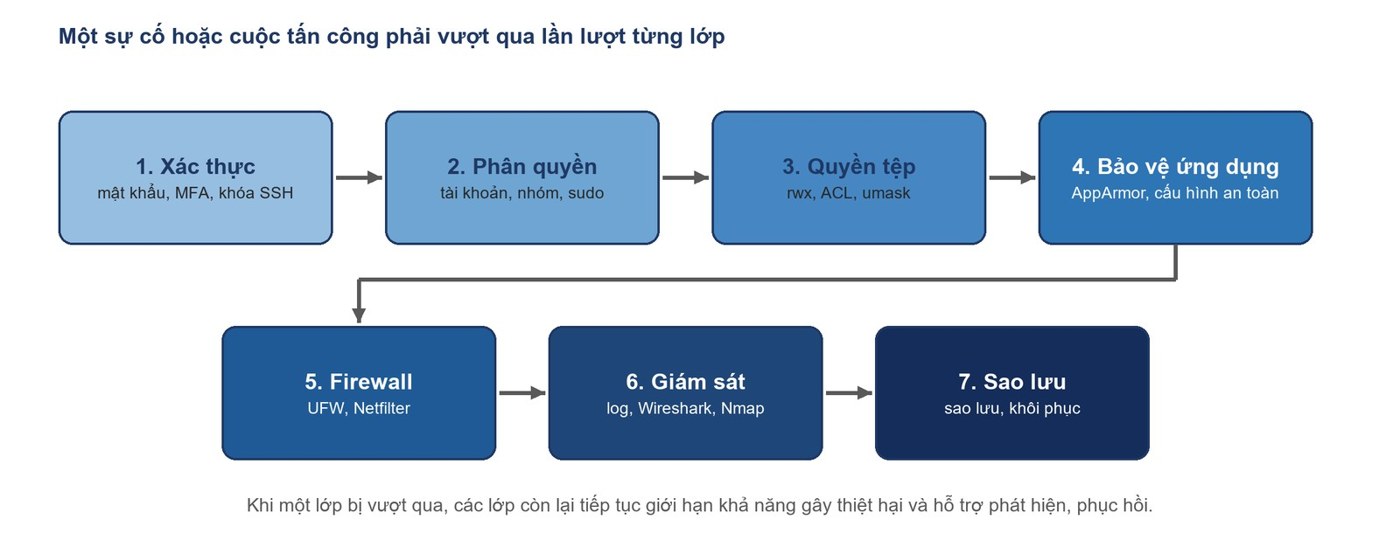 Một sự cố hoặc cuộc tấn công phải vượt qua lần lượt từng lớp
1. Xác thực
mật khẩu, MFA, khóa SSH
2. Phân quyền
tài khoản, nhóm, sudo
3. Quyền tệp
rwx, ACL, umask
4. Bảo vệ ứng dụng
AppArmor, cấu hình an toàn
5. Firewall
UFW, Netfilter
6. Giám sát
log, Wireshark, Nmap
7. Sao lưu
sao lưu, khôi phục
Khi một lớp bị vượt qua, các lớp còn lại tiếp tục giới hạn khả năng gây thiệt hại và hỗ trợ phát hiện, phục hồi.